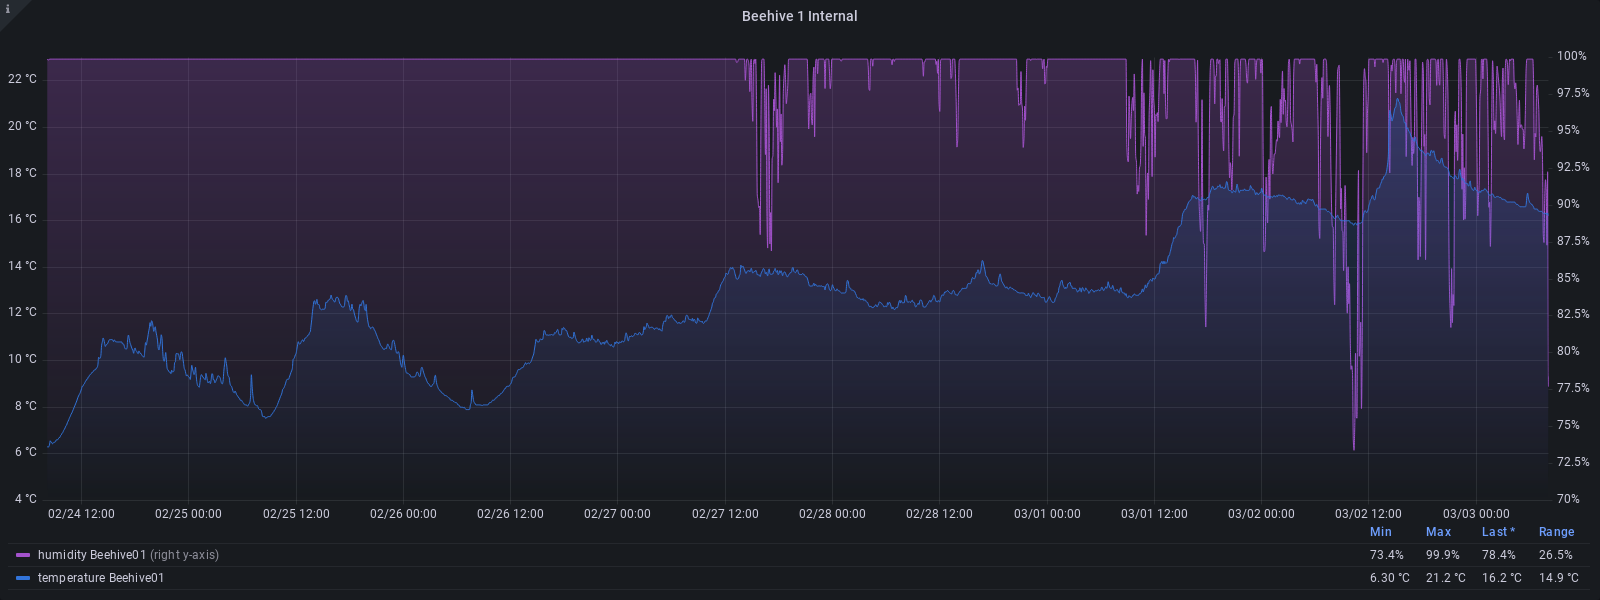 i
Beehive 1 Internal
22 °C
20 °C
18 °C
16 °C
14 °C
12 °C
10 °C
8 °C
6 °C
4 °C
100%
97.5%
95%
92.5%
90%
87.5%
85%
82.5%
80%
77.5%
75%
72.5%
70%
02/24 12:00 02/25 00:00 02/25 12:00 02/26 00:00 02/26 12:00 02/27 00:00 02/27 12:00 02/28 00:00 02/28 12:00 03/01 00:00 03/01 12:00 03/02 00:00 03/02 12:00 03/03 00:00
Min Max Last * Range
humidity Beehive01 (right y-axis) 73.4% 99.9% 78.4% 26.5%
temperature Beehive01 6.30 °C 21.2 °C 16.2 °C 14.9 °C